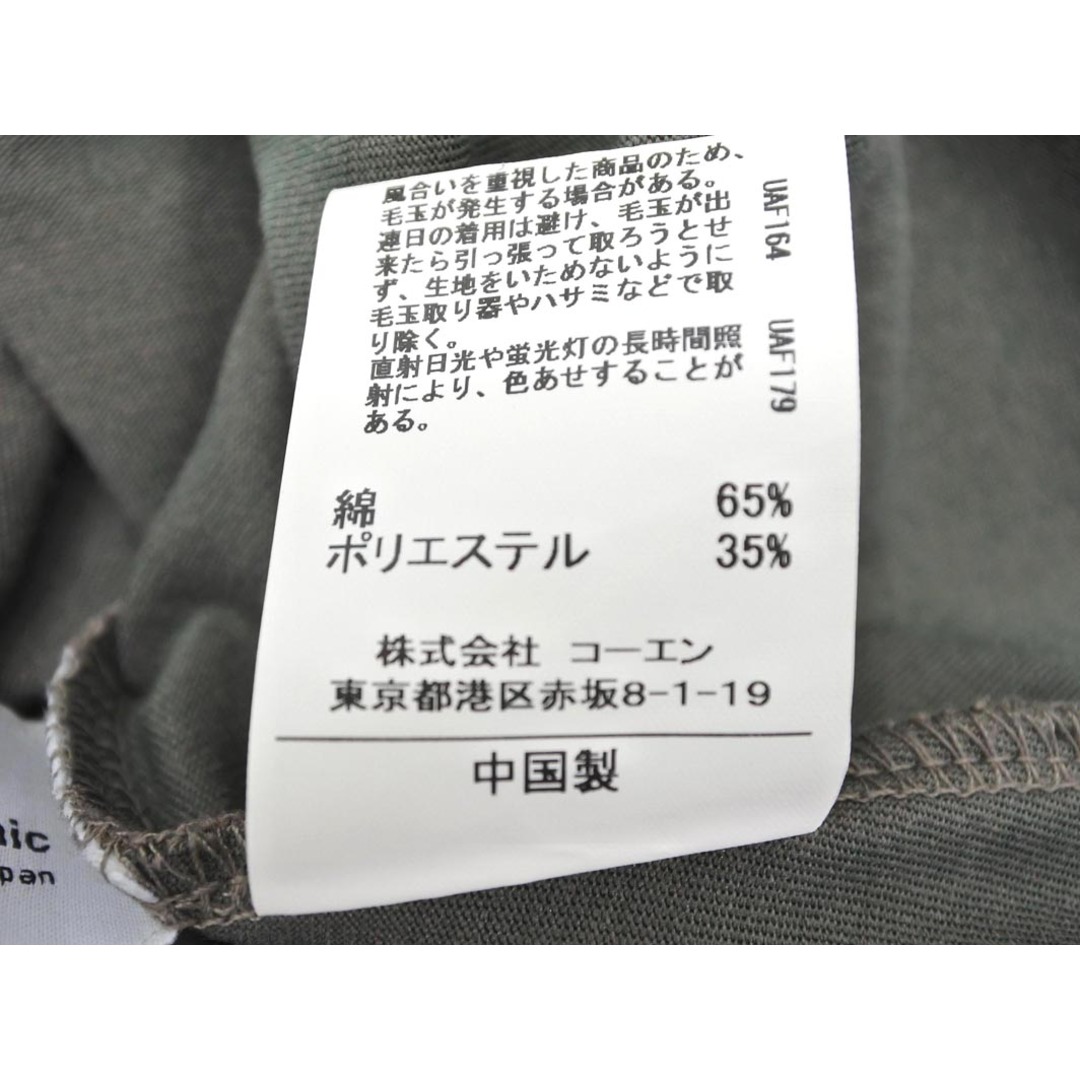 風合いを重視した商品のため、
毛玉が発生する場合がある。
連日の着用は避け、毛玉が出
来たら引っ張って取ろうとせ
ず、生地をいためないように
毛玉取り器やハサミなどで取
り除く。
直射日光や蛍光灯の長時間照
射により、色あせすることが
ある。
UAF164 UAF179
綿 65%
ポリエステル 35%
株式会社 コーエン
東京都港区赤坂8-1-19
中国製